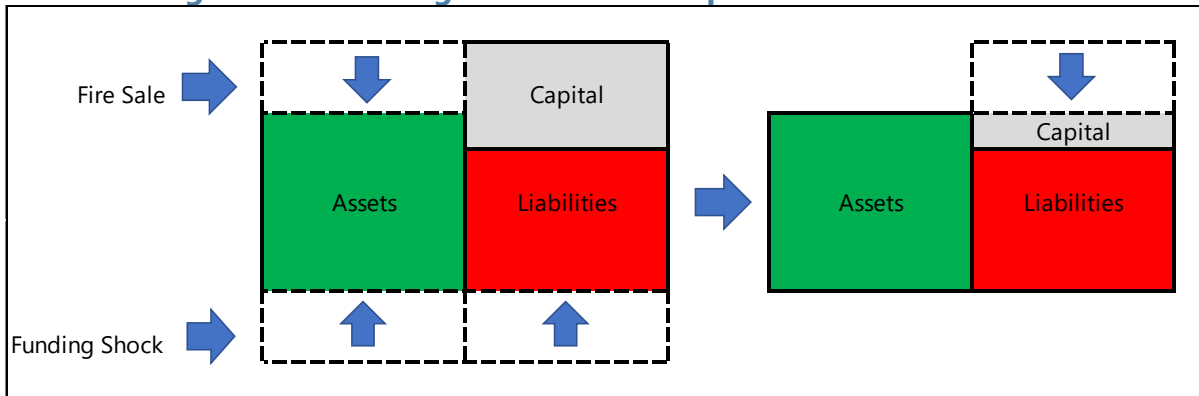 Fire Sale
Capital
Capital
Assets
Liabilities
Assets
Liabilities
Funding Shock